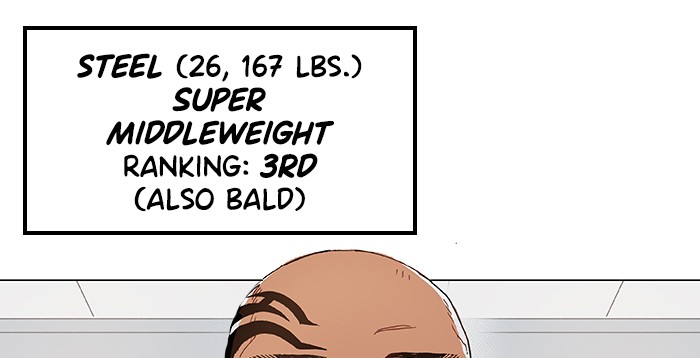 STEEL (26, 167 LBS.)
SUPER
MIDDLEWEIGHT
RANKING: 3RD
(ALSO BALD)